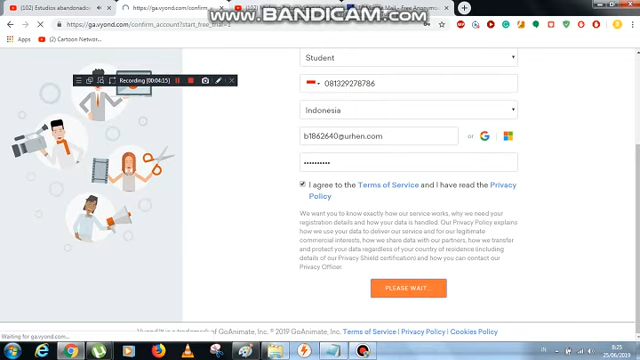 (102) Estudios abandonados
https://ga.vyond.com/confirm
www.BANDICAM.com
Mail - Free Anonym
https://ga.vyond.com/confirm_account?start_free_trial=1
Apps
(2) Cartoon Networ...
Student
Recording [00:04:15]
081329278786
Indonesia
b1862640@urhen.com
or
••••••••••
I agree to the Terms of Service and I have read the Privacy
Policy
We want you to know exactly how our service works, why we need your
registration details and how your data is handled. Our Privacy Policy explains
how we use your data to deliver our service and for our legitimate
commercial interests, how we share data with our partners, how we transfer
and protect your data regardless of your country of residence (including
details of our Privacy Shield certification) and how you can contact our
Privacy Officer.
PLEASE WAIT...
Vyond is a trademark of GoAnimate, Inc. © 2019 GoAnimate, Inc. Terms of Service | Privacy Policy | Cookies Policy
Waiting for ga.vyond.com...
IN
8:25
25/06/2019